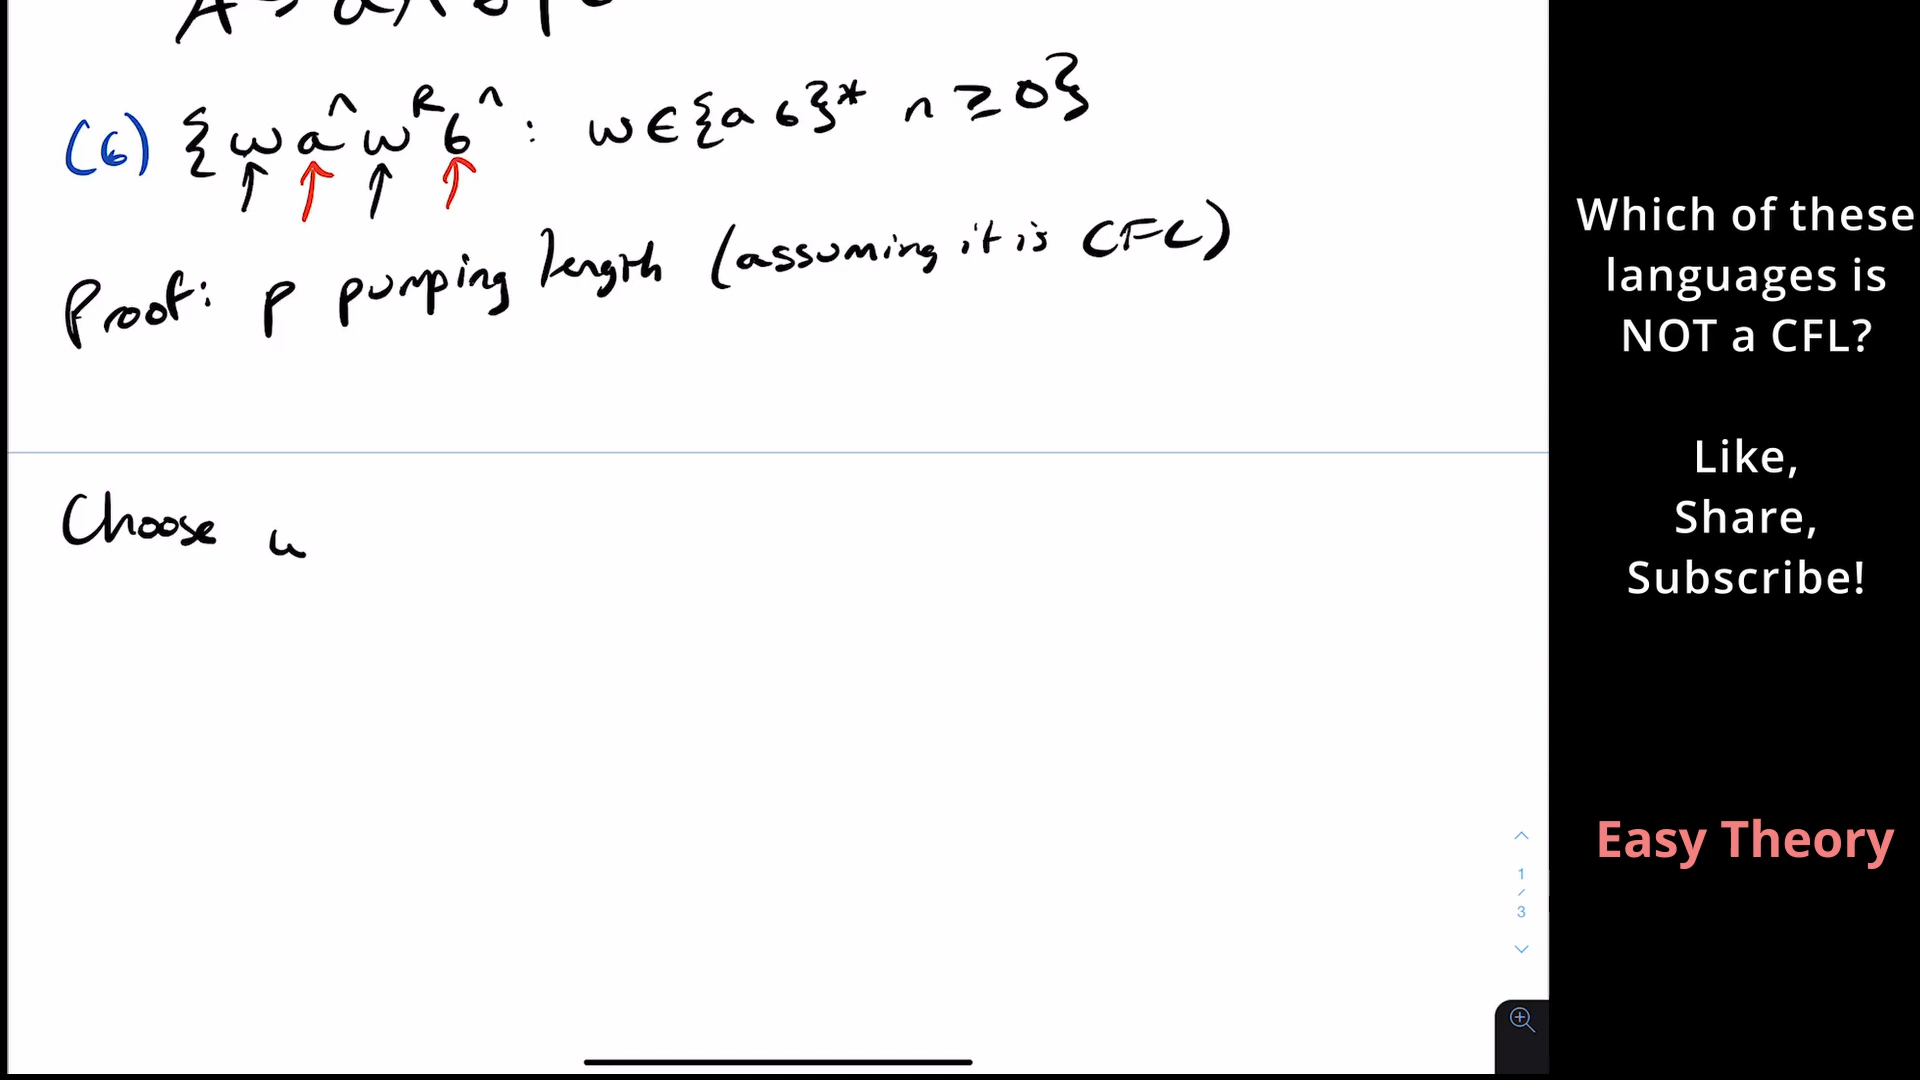 (6) {w a^n w^R b^n : w ∈ {a b}* n ≥ 0}
Proof: p pumping length (assuming it is CFL)
Choose
Which of these
languages is
NOT a CFL?
Like,
Share,
Subscribe!
Easy Theory
1
/
3